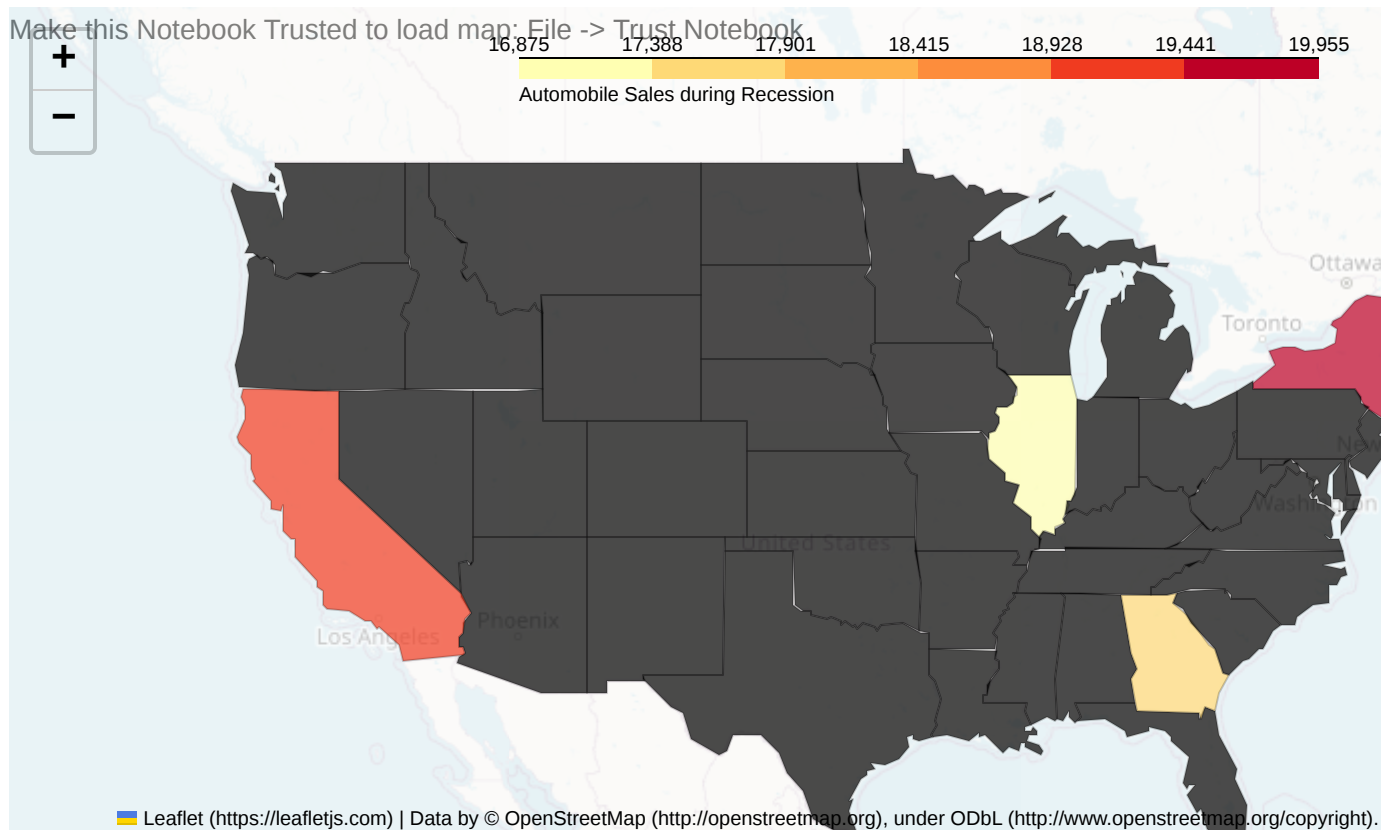 Make this Notebook Trusted to load map: File -> Trust Notebook
+
16,875 17,388 17,901 18,415 18,928 19,441 19,955
Automobile Sales during Recession
−
Ottawa
Toronto
New
Washington
United States
Phoenix
Los Angeles
Leaflet (https://leafletjs.com) | Data by © OpenStreetMap (http://openstreetmap.org), under ODbL (http://www.openstreetmap.org/copyright).